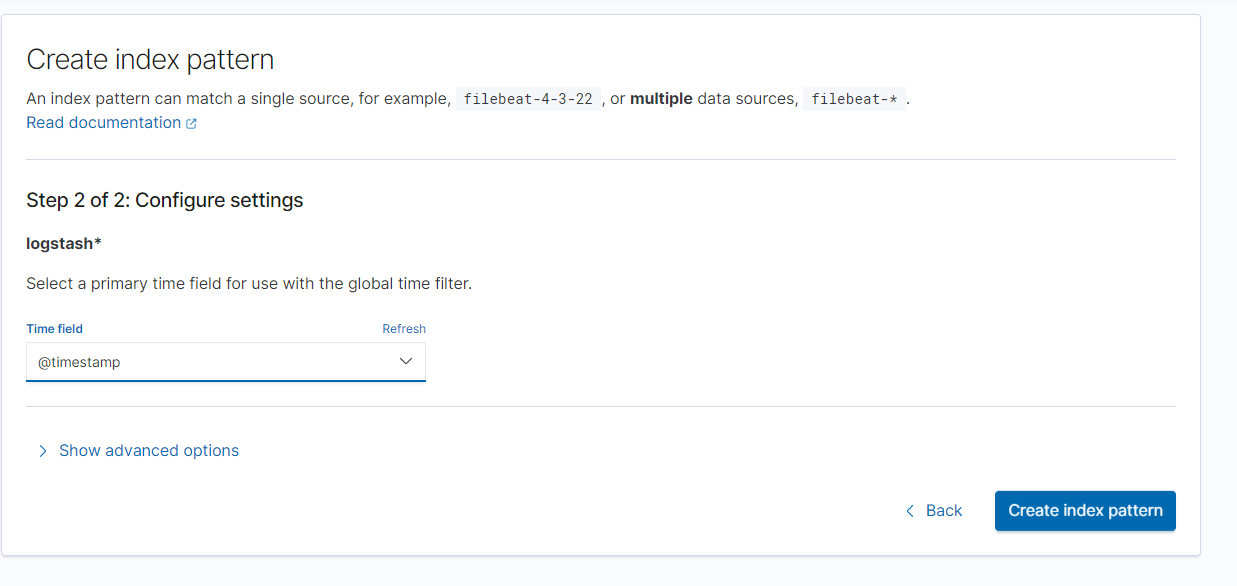 Create index pattern
An index pattern can match a single source, for example, filebeat-4-3-22 , or multiple data sources, filebeat-* .
Read documentation
Step 2 of 2: Configure settings
logstash*
Select a primary time field for use with the global time filter.
Time field Refresh
@timestamp
Show advanced options
Back Create index pattern